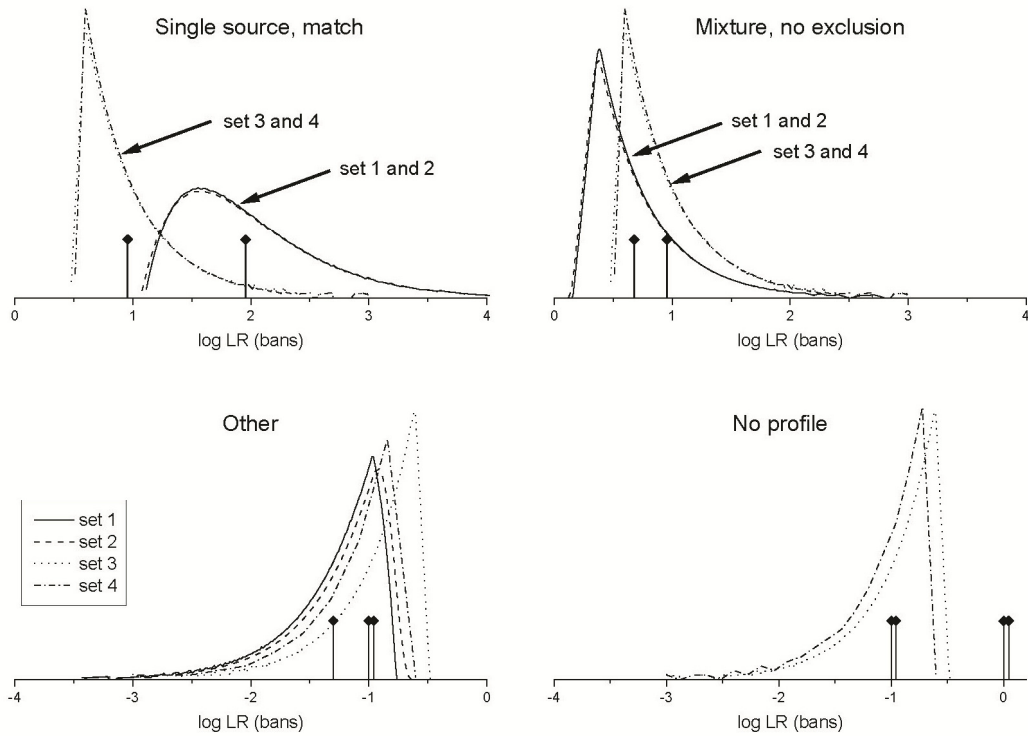 Single source, match
set 3 and 4
set 1 and 2
0 1 2 3 4
log LR (bans)
Mixture, no exclusion
set 1 and 2
set 3 and 4
0 1 2 3 4
log LR (bans)
Other
set 1
set 2
set 3
set 4
-4 -3 -2 -1 0
log LR (bans)
No profile
-4 -3 -2 -1 0
log LR (bans)